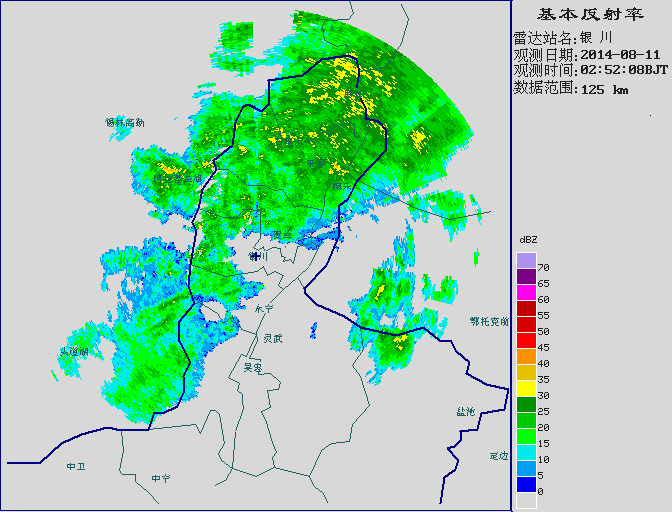 基本反射率
雷达站名:银 川
观测日期:2014-08-11
观测时间:02:52:08BJT
数据范围:125 km
锡林高勒
银川
永宁
灵武
吴忠
头道湖
鄂托克前
盐池
定边
中卫
中宁
dBZ
70
65
60
55
50
45
40
35
30
25
20
15
10
5
0